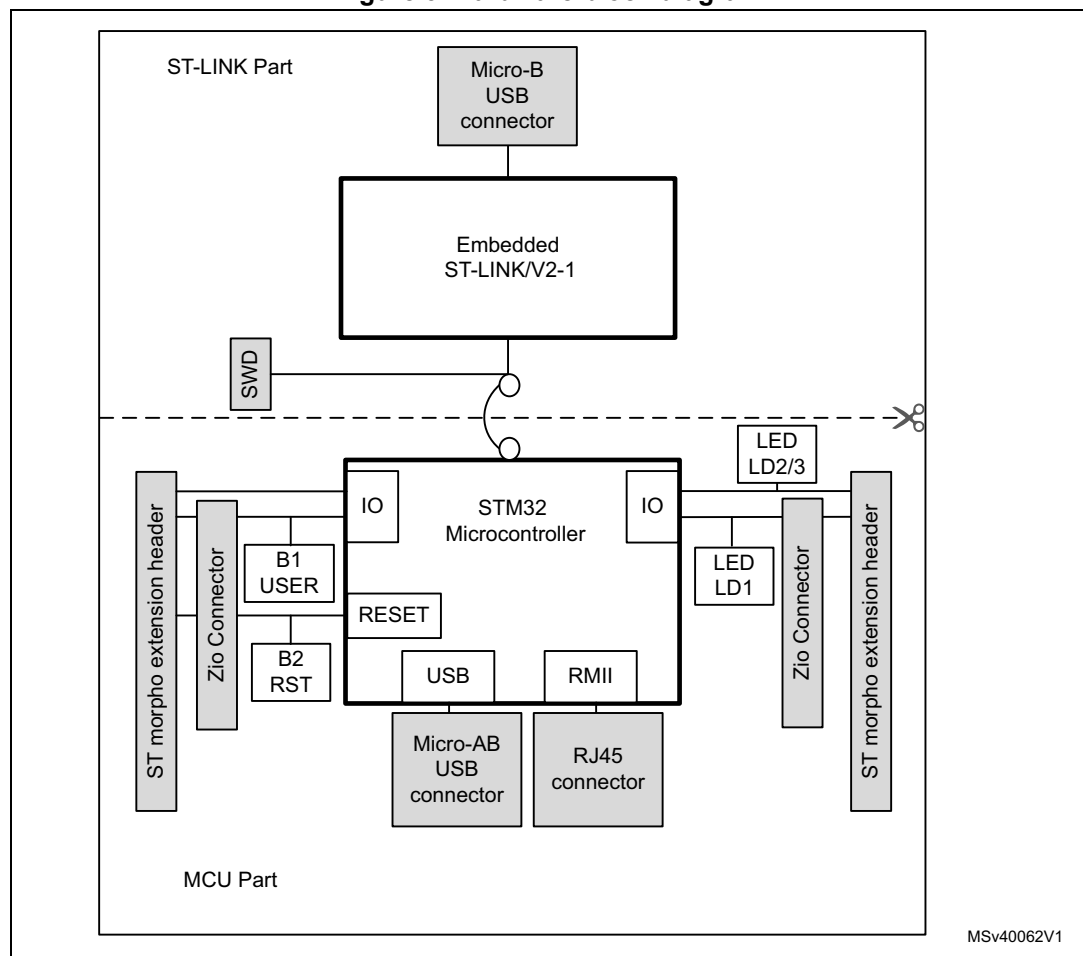 ST-LINK Part
Micro-B
USB
connector
Embedded
ST-LINK/V2-1
SWD
LED
LD2/3
IO
STM32
Microcontroller
IO
B1
USER
LED
LD1
RESET
B2
RST
USB
RMII
ST morpho extension header
Zio Connector
Zio Connector
ST morpho extension header
Micro-AB
USB
connector
RJ45
connector
MCU Part
MSv40062V1